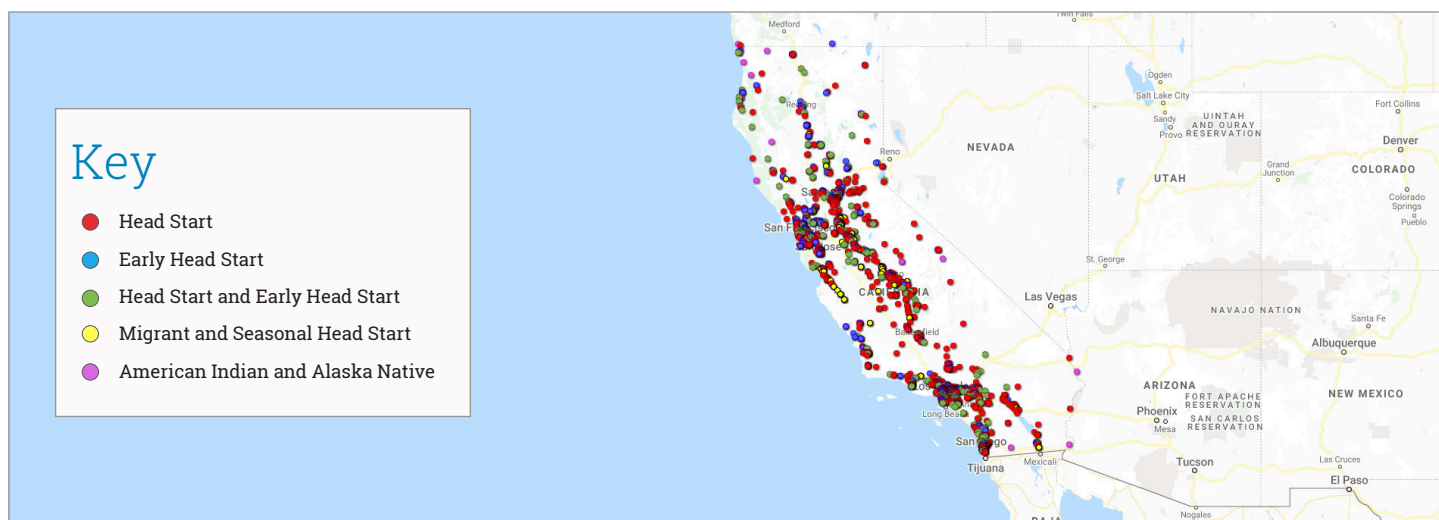 Key
Head Start
Early Head Start
Head Start and Early Head Start
Migrant and Seasonal Head Start
American Indian and Alaska Native
Medford
Twin Falls
Ogden
Salt Lake City
Sandy
Provo
UINTAH
AND OURAY
RESERVATION
Fort Collins
Denver
COLORADO
Colorado
Springs
Pueblo
Grand
Junction
Reno
NEVADA
UTAH
San Francisco
St. George
Las Vegas
NAVAJO NATION
Santa Fe
Albuquerque
CALIFORNIA
Bakersfield
Long Beach
San Diego
Tijuana
Mexicali
ARIZONA
FORT APACHE
RESERVATION
SAN CARLOS
RESERVATION
Phoenix
Mesa
NEW MEXICO
Tucson
Las Cruces
El Paso
Nogales